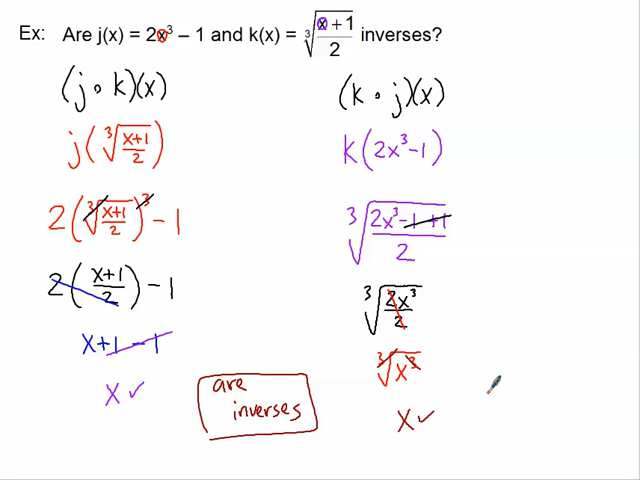 Ex: Are j(x) = 2x³ – 1 and k(x) = ∛((x + 1)/2) inverses?
(j ∘ k)(x)
j(∛((x+1)/2))
2(∛((x+1)/2))³ - 1
2((x+1)/2) - 1
x+1-1
x ✓
(k ∘ j)(x)
k(2x³-1)
∛((2x³-1+1)/2)
∛(2x³/2)
∛(x³)
x ✓
are
inverses